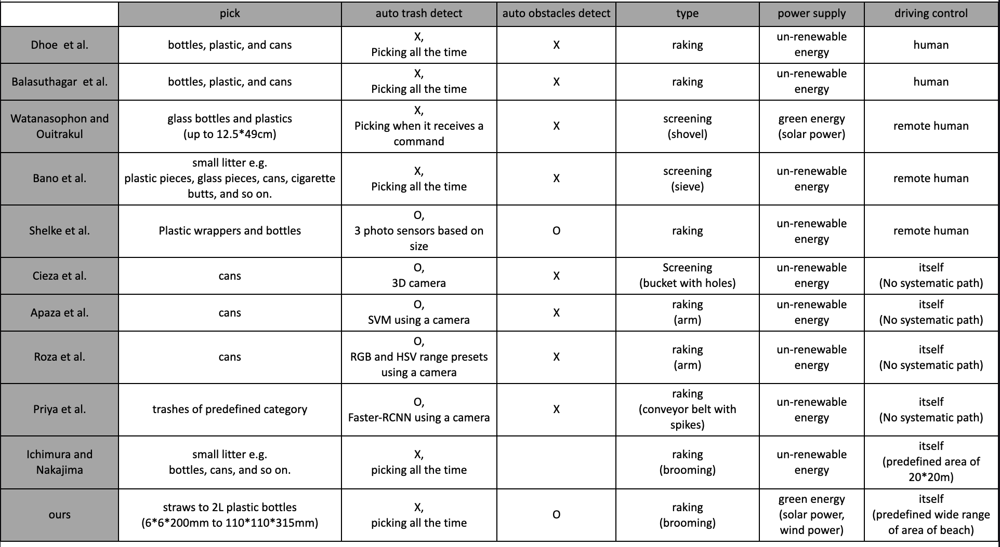 pick
auto trash detect
auto obstacles detect
type
power supply
driving control
Dhoe  et al.
bottles, plastic, and cans
X,
Picking all the time
X
raking
un-renewable
energy
human
Balasuthagar  et al.
bottles, plastic, and cans
X,
Picking all the time
X
raking
un-renewable
energy
human
Watanasophon and
Ouitrakul
glass bottles and plastics
(up to 12.5*49cm)
X,
Picking when it receives a
command
X
screening
(shovel)
green energy
(solar power)
remote human
Bano et al.
small litter e.g.
plastic pieces, glass pieces, cans, cigarette
butts, and so on.
X,
Picking all the time
X
screening
(sieve)
un-renewable
energy
remote human
Shelke et al.
Plastic wrappers and bottles
O,
3 photo sensors based on
size
O
raking
un-renewable
energy
remote human
Cieza et al.
cans
O,
3D camera
X
Screening
(bucket with holes)
un-renewable
energy
itself
(No systematic path)
Apaza et al.
cans
O,
SVM using a camera
X
raking
(arm)
un-renewable
energy
itself
(No systematic path)
Roza et al.
cans
O,
RGB and HSV range presets
using a camera
X
raking
(arm)
un-renewable
energy
itself
(No systematic path)
Priya et al.
trashes of predefined category
O,
Faster-RCNN using a camera
X
raking
(conveyor belt with
spikes)
un-renewable
energy
itself
(No systematic path)
Ichimura and
Nakajima
small litter e.g.
bottles, cans, and so on.
X,
picking all the time
raking
(brooming)
un-renewable
energy
itself
(predefined area of
20*20m)
ours
straws to 2L plastic bottles
(6*6*200mm to 110*110*315mm)
X,
picking all the time
O
raking
(brooming)
green energy
(solar power,
wind power)
itself
(predefined wide range
of area of beach)